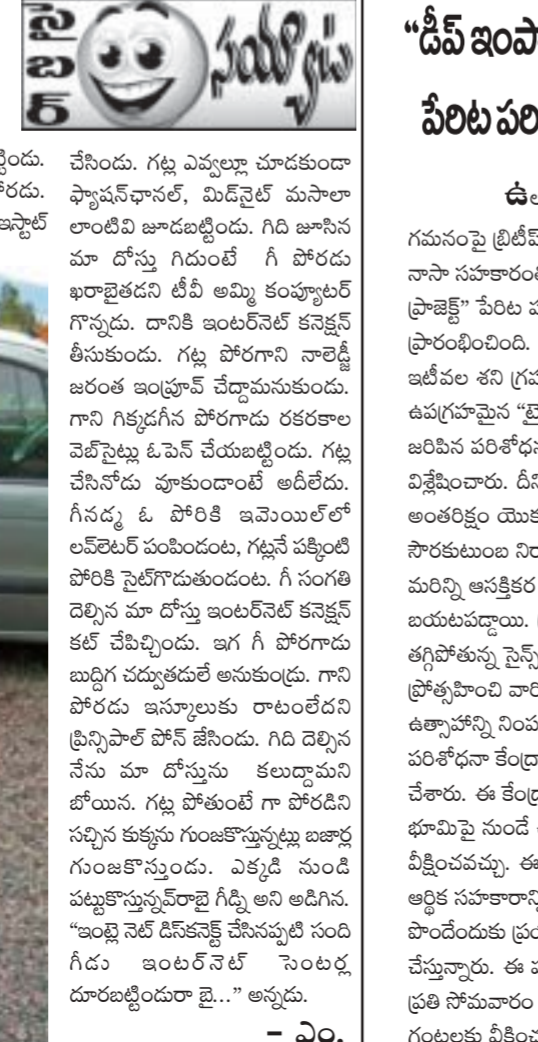 సైబర్ సయ్యాట
ట్టిండు.
పోరడు.
ఇస్టాట్
చేసిండు. గట్ల ఎవ్వల్లూ చూడకుండా
ఫ్యాషన్‌ఛానల్, మిడ్‌నైట్ మసాలా
లాంటివి జూడబట్టిండు. గిది జూసిన
మా దోస్తు గిదుంటే గీ పోరడు
ఖరాబైతడని టీవీ అమ్మి కంప్యూటర్
గొన్నడు. దానికి ఇంటర్‌నెట్ కనెక్షన్
తీసుకుండు. గట్ల పోరగాని నాలెడ్జీ
జరంత ఇంప్రూవ్ చేద్దామనుకుండు.
గాని గిక్కడగీన పోరగాడు రకరకాల
వెబ్‌సైట్లు ఓపెన్ చేయబట్టిండు. గట్ల
చేసినోడు వూకుండాంటే అదీలేదు.
గీనడ్మ ఓ పోరికి ఇమెయిల్‌లో
లవ్‌లెటర్ పంపిండంట, గట్లనే పక్కింటి
పోరికి సైట్‌గొడుతుండంట. గీ సంగతి
దెల్సిన మా దోస్తు ఇంటర్‌నెట్ కనెక్షన్
కట్ చేపిచ్చిండు. ఇగ గీ పోరగాడు
బుద్దిగ చద్వుతడులే అనుకుండ్రు. గాని
పోరడు ఇస్కూలుకు రాటంలేదని
ప్రిన్సిపాల్ పోన్ జేసిండు. గిది దెల్సిన
నేను మా దోస్తును కలుద్దామని
బోయిన. గట్ల పోతుంటే గా పోరడిని
సచ్చిన కుక్కను గుంజకొస్తున్నట్లు బజార్ల
గుంజకొస్తుండు. ఎక్కడి నుండి
పట్టుకొస్తున్నవ్‌రాబై గీడ్ని అని అడిగిన.
“ఇంట్లె నెట్ డిస్‌కనెక్ట్ చేసినప్పటి సంది
గీడు ఇంటర్‌నెట్ సెంటర్ల
దూరబట్టిండురా బై...” అన్నడు.
– ఎం.
“డీప్ ఇంపా
పేరిట పరి
ఉల
గమనంపై బ్రిటీష్
నాసా సహకారంత
ప్రాజెక్ట్” పేరిట ప
ప్రారంభించింది.
ఇటీవల శని గ్రహ
ఉపగ్రహమైన “టై
జరిపిన పరిశోధన
విశ్లేషించారు. దీని
అంతరిక్షం యొక
సౌరకుటుంబ నిర
మరిన్ని ఆసక్తికర
బయటపడ్డాయి.
తగ్గిపోతున్న సైన్స్
ప్రోత్సహించి వారి
ఉత్సాహాన్ని నింప
పరిశోధనా కేంద్రా
చేశారు. ఈ కేంద్ర
భూమిపై నుండే
వీక్షించవచ్చు. ఈ
ఆర్థిక సహకారాన్ని
పొందేందుకు ప్రయ
చేస్తున్నారు. ఈ ప
ప్రతి సోమవారం
గంటలకు వీక్షించ